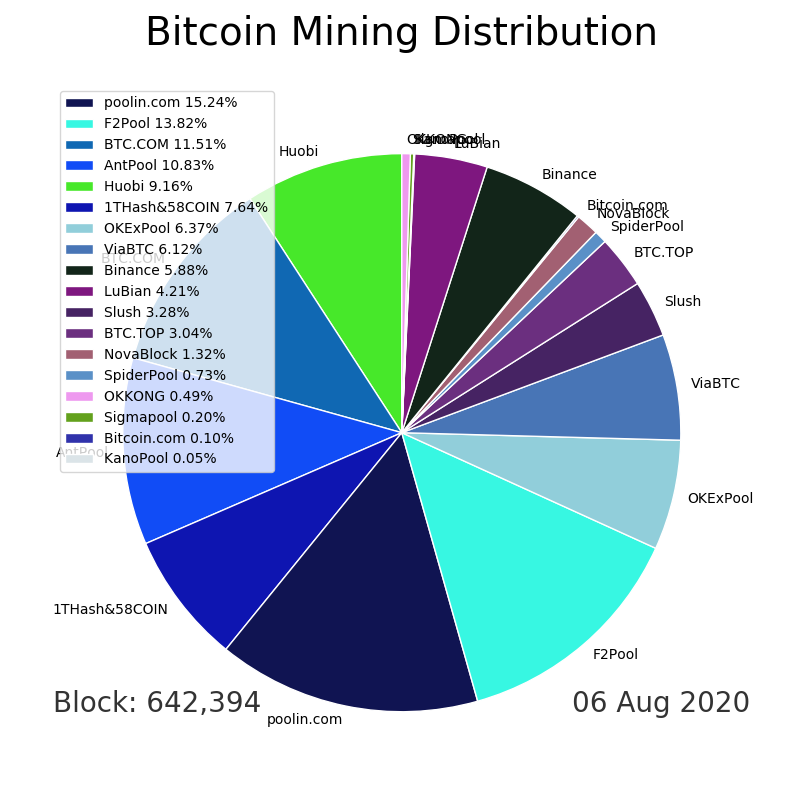 Bitcoin Mining Distribution
poolin.com 15.24%
F2Pool 13.82%
BTC.COM 11.51%
AntPool 10.83%
Huobi 9.16%
1THash&58COIN 7.64%
OKExPool 6.37%
ViaBTC 6.12%
Binance 5.88%
LuBian 4.21%
Slush 3.28%
BTC.TOP 3.04%
NovaBlock 1.32%
SpiderPool 0.73%
OKKONG 0.49%
Sigmapool 0.20%
Bitcoin.com 0.10%
KanoPool 0.05%
Huobi
LuBian
Binance
Bitcoin.com
NovaBlock
SpiderPool
BTC.TOP
Slush
ViaBTC
OKExPool
F2Pool
poolin.com
1THash&58COIN
AntPool
BTC.COM
Block: 642,394
06 Aug 2020